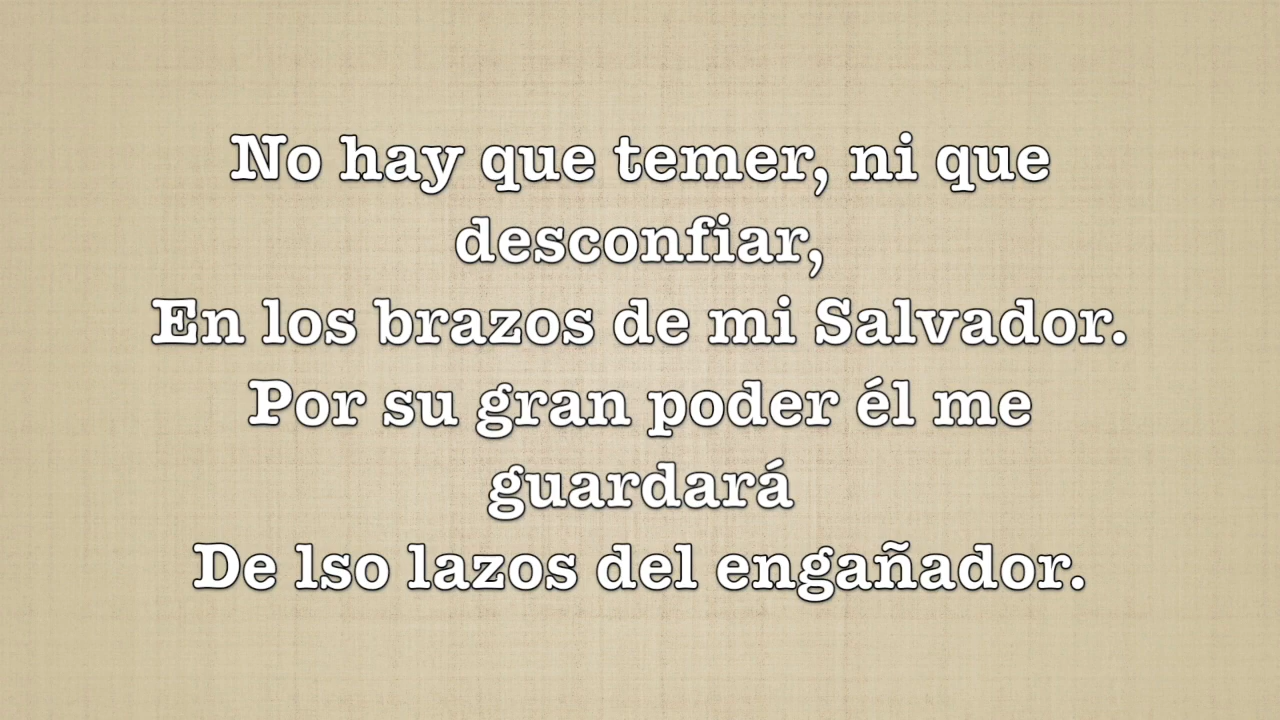 No hay que temer, ni que
desconfiar,
En los brazos de mi Salvador.
Por su gran poder él me
guardará
De lso lazos del engañador.